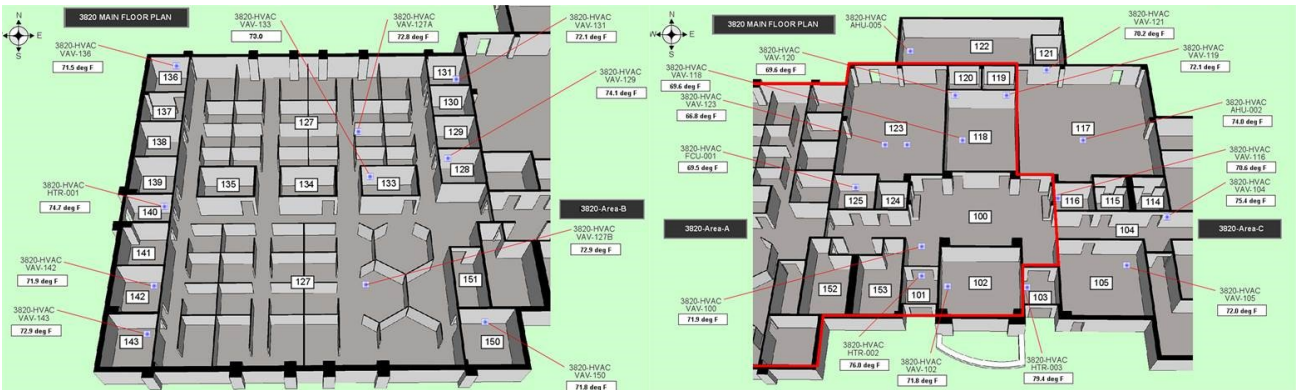 3820 MAIN FLOOR PLAN
N
E
S
3820-HVAC
VAV-136
71.5 deg F
3820-HVAC
VAV-133
73.0
3820-HVAC
VAV-127A
72.8 deg F
3820-HVAC
VAV-131
72.1 deg F
3820-HVAC
VAV-129
74.1 deg F
136
137
138
139
140
141
142
143
127
135
134
133
127
131
130
129
128
151
150
3820-HVAC
HTR-001
74.7 deg F
3820-HVAC
VAV-142
71.9 deg F
3820-HVAC
VAV-143
72.9 deg F
3820-Area-B
3820-HVAC
VAV-127B
72.9 deg F
3820-HVAC
VAV-150
71.8 deg F
N
W
E
S
3820 MAIN FLOOR PLAN
3820-HVAC
AHU-005
3820-HVAC
VAV-121
70.2 deg F
3820-HVAC
VAV-120
69.6 deg F
3820-HVAC
VAV-119
72.1 deg F
3820-HVAC
VAV-118
69.6 deg F
3820-HVAC
VAV-123
66.8 deg F
3820-HVAC
AHU-002
74.0 deg F
3820-HVAC
FCU-001
69.5 deg F
3820-HVAC
VAV-116
70.6 deg F
3820-HVAC
VAV-104
75.4 deg F
122
121
120
119
123
118
117
125
124
116
115
114
100
104
152
153
101
102
103
105
3820-Area-A
3820-Area-C
3820-HVAC
VAV-100
71.9 deg F
3820-HVAC
HTR-002
76.0 deg F
3820-HVAC
VAV-102
71.8 deg F
3820-HVAC
HTR-003
79.4 deg F
3820-HVAC
VAV-105
72.0 deg F